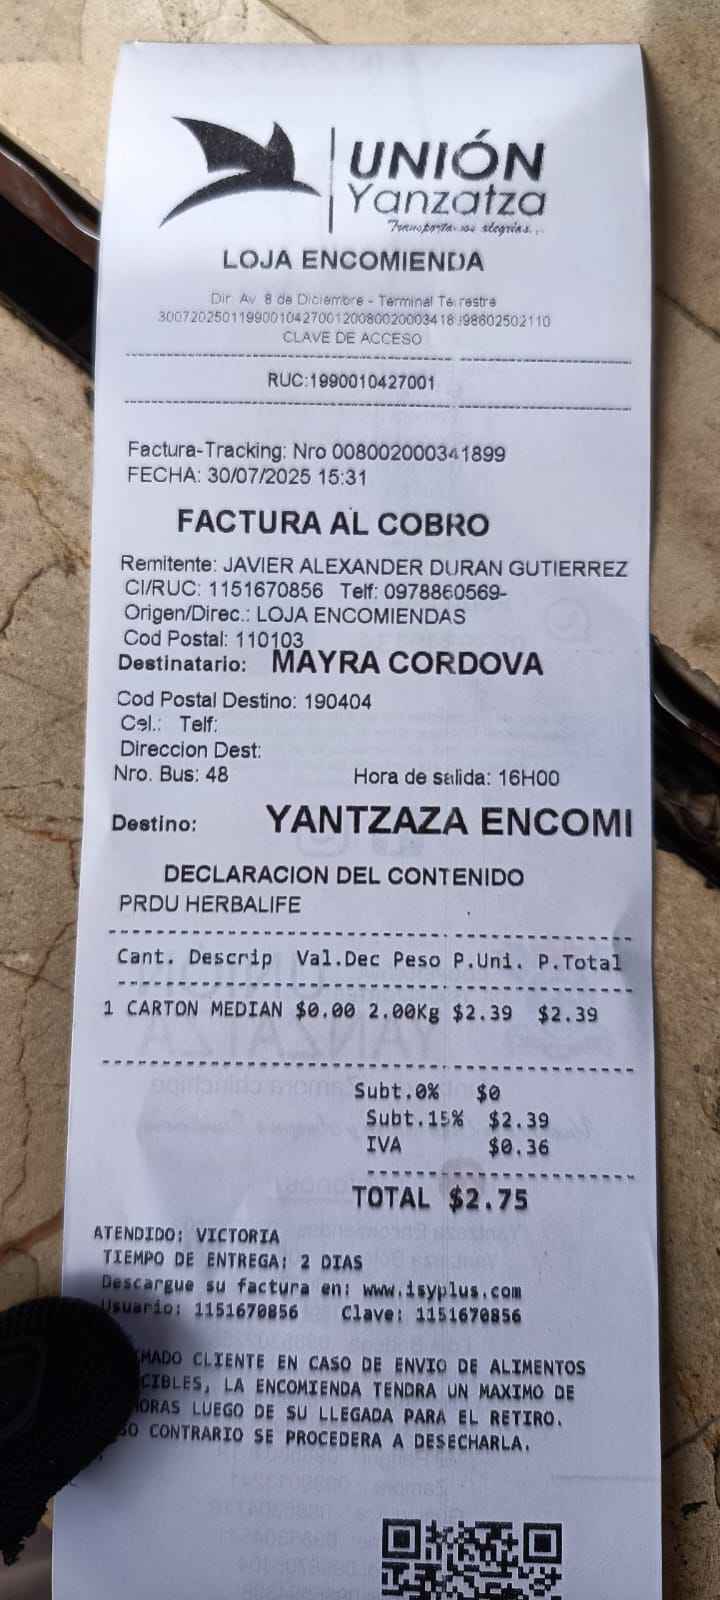 UNIÓN
Yanzatza
Transporta sus alegrías...
LOJA ENCOMIENDA
Dir. Av. 8 de Diciembre - Terminal Terrestre
CLAVE DE ACCESO
RUC:1990010427001
Factura-Tracking: Nro 008002000341899
FECHA: 30/07/2025 15:31
FACTURA AL COBRO
Remitente: JAVIER ALEXANDER DURAN GUTIERREZ
CI/RUC: 1151670856 Telf: 0978860569-
Origen/Direc.: LOJA ENCOMIENDAS
Cod Postal: 110103
Destinatario: MAYRA CORDOVA
Cod Postal Destino: 190404
Cel.: Telf:
Direccion Dest:
Nro. Bus: 48 Hora de salida: 16H00
Destino: YANTZAZA ENCOMI
DECLARACION DEL CONTENIDO
PRDU HERBALIFE
Cant. Descrip Val.Dec Peso P.Uni. P.Total
1 CARTON MEDIAN $0.00 2.00Kg $2.39 $2.39
Subt.0% $0
Subt.15% $2.39
IVA $0.36
TOTAL $2.75
ATENDIDO: VICTORIA
TIEMPO DE ENTREGA: 2 DIAS
Descargue su factura en: www.isyplus.com
Usuario: 1151670856 Clave: 1151670856
MADO CLIENTE EN CASO DE ENVIO DE ALIMENTOS
CIBLES, LA ENCOMIENDA TENDRA UN MAXIMO DE
HORAS LUEGO DE SU LLEGADA PARA EL RETIRO.
SO CONTRARIO SE PROCEDERA A DESECHARLA.